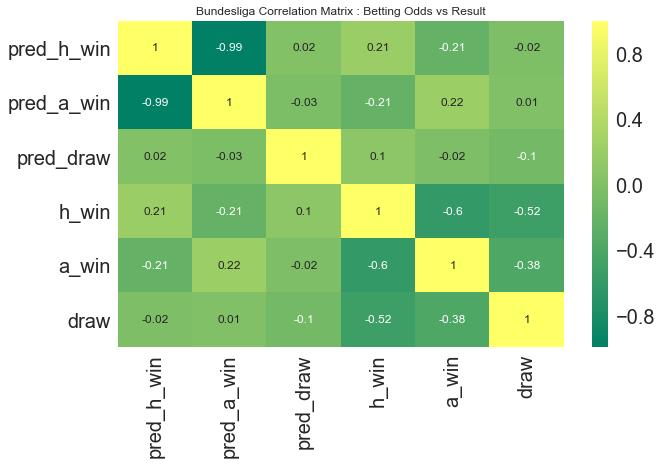 Bundesliga Correlation Matrix : Betting Odds vs Result
pred_h_win 1 -0.99 0.02 0.21 -0.21 -0.02
pred_a_win -0.99 1 -0.03 -0.21 0.22 0.01
pred_draw 0.02 -0.03 1 0.1 -0.02 -0.1
h_win 0.21 -0.21 0.1 1 -0.6 -0.52
a_win -0.21 0.22 -0.02 -0.6 1 -0.38
draw -0.02 0.01 -0.1 -0.52 -0.38 1
pred_h_win pred_a_win pred_draw h_win a_win draw
0.8
0.4
0.0
−0.4
−0.8